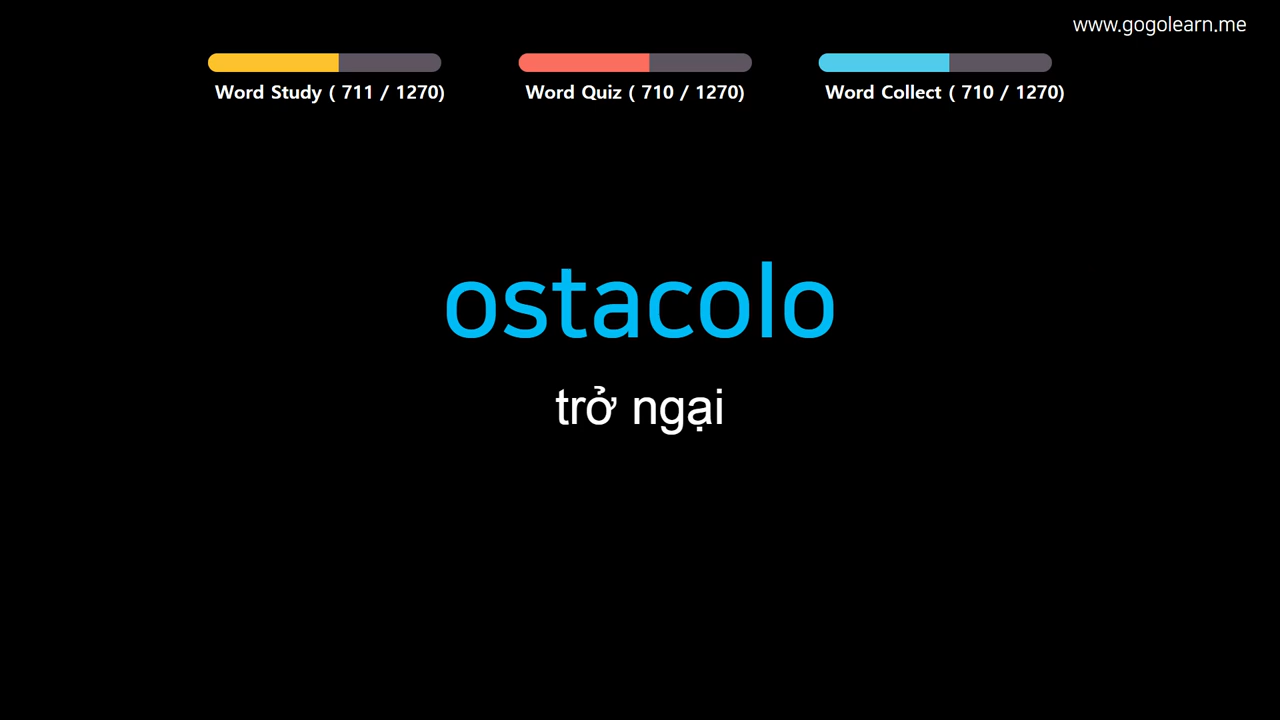 www.gogolearn.me
Word Study ( 711 / 1270)
Word Quiz ( 710 / 1270)
Word Collect ( 710 / 1270)
ostacolo
trở ngại